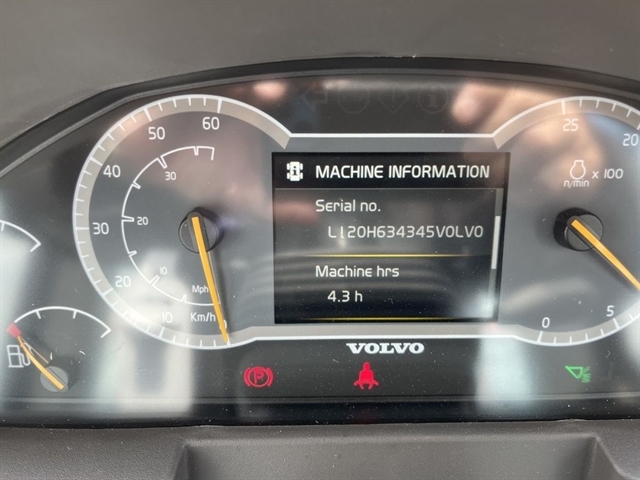 60
50
40
30
20
10
30
20
10
Mph
Km/h
MACHINE INFORMATION
Serial no.
L120H634345VOLVO
Machine hrs
4.3 h
25
20
x 100
n/min
0
5
VOLVO
P